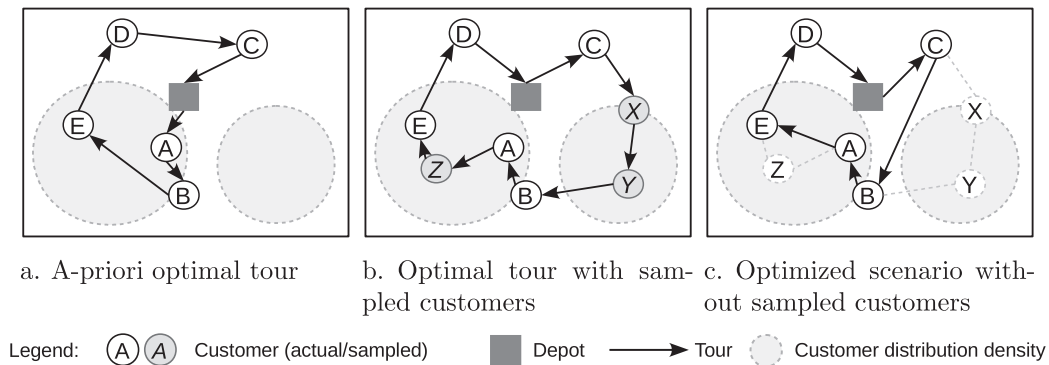 D
C
E
A
B
D
C
E
X
A
Z
B
Y
D
C
E
X
A
Z
B
Y
a. A-priori optimal tour
b. Optimal tour with sam-
pled customers
c. Optimized scenario with-
out sampled customers
Legend: A A Customer (actual/sampled) Depot Tour Customer distribution density